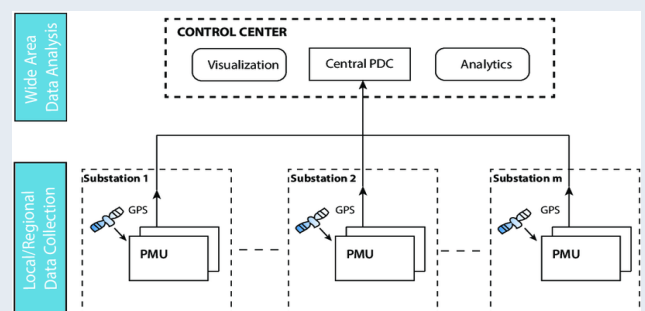 Wide Area
Data Analysis
CONTROL CENTER
Visualization
Central PDC
Analytics
Local/Regional
Data Collection
Substation 1
GPS
PMU
Substation 2
GPS
PMU
Substation m
GPS
PMU